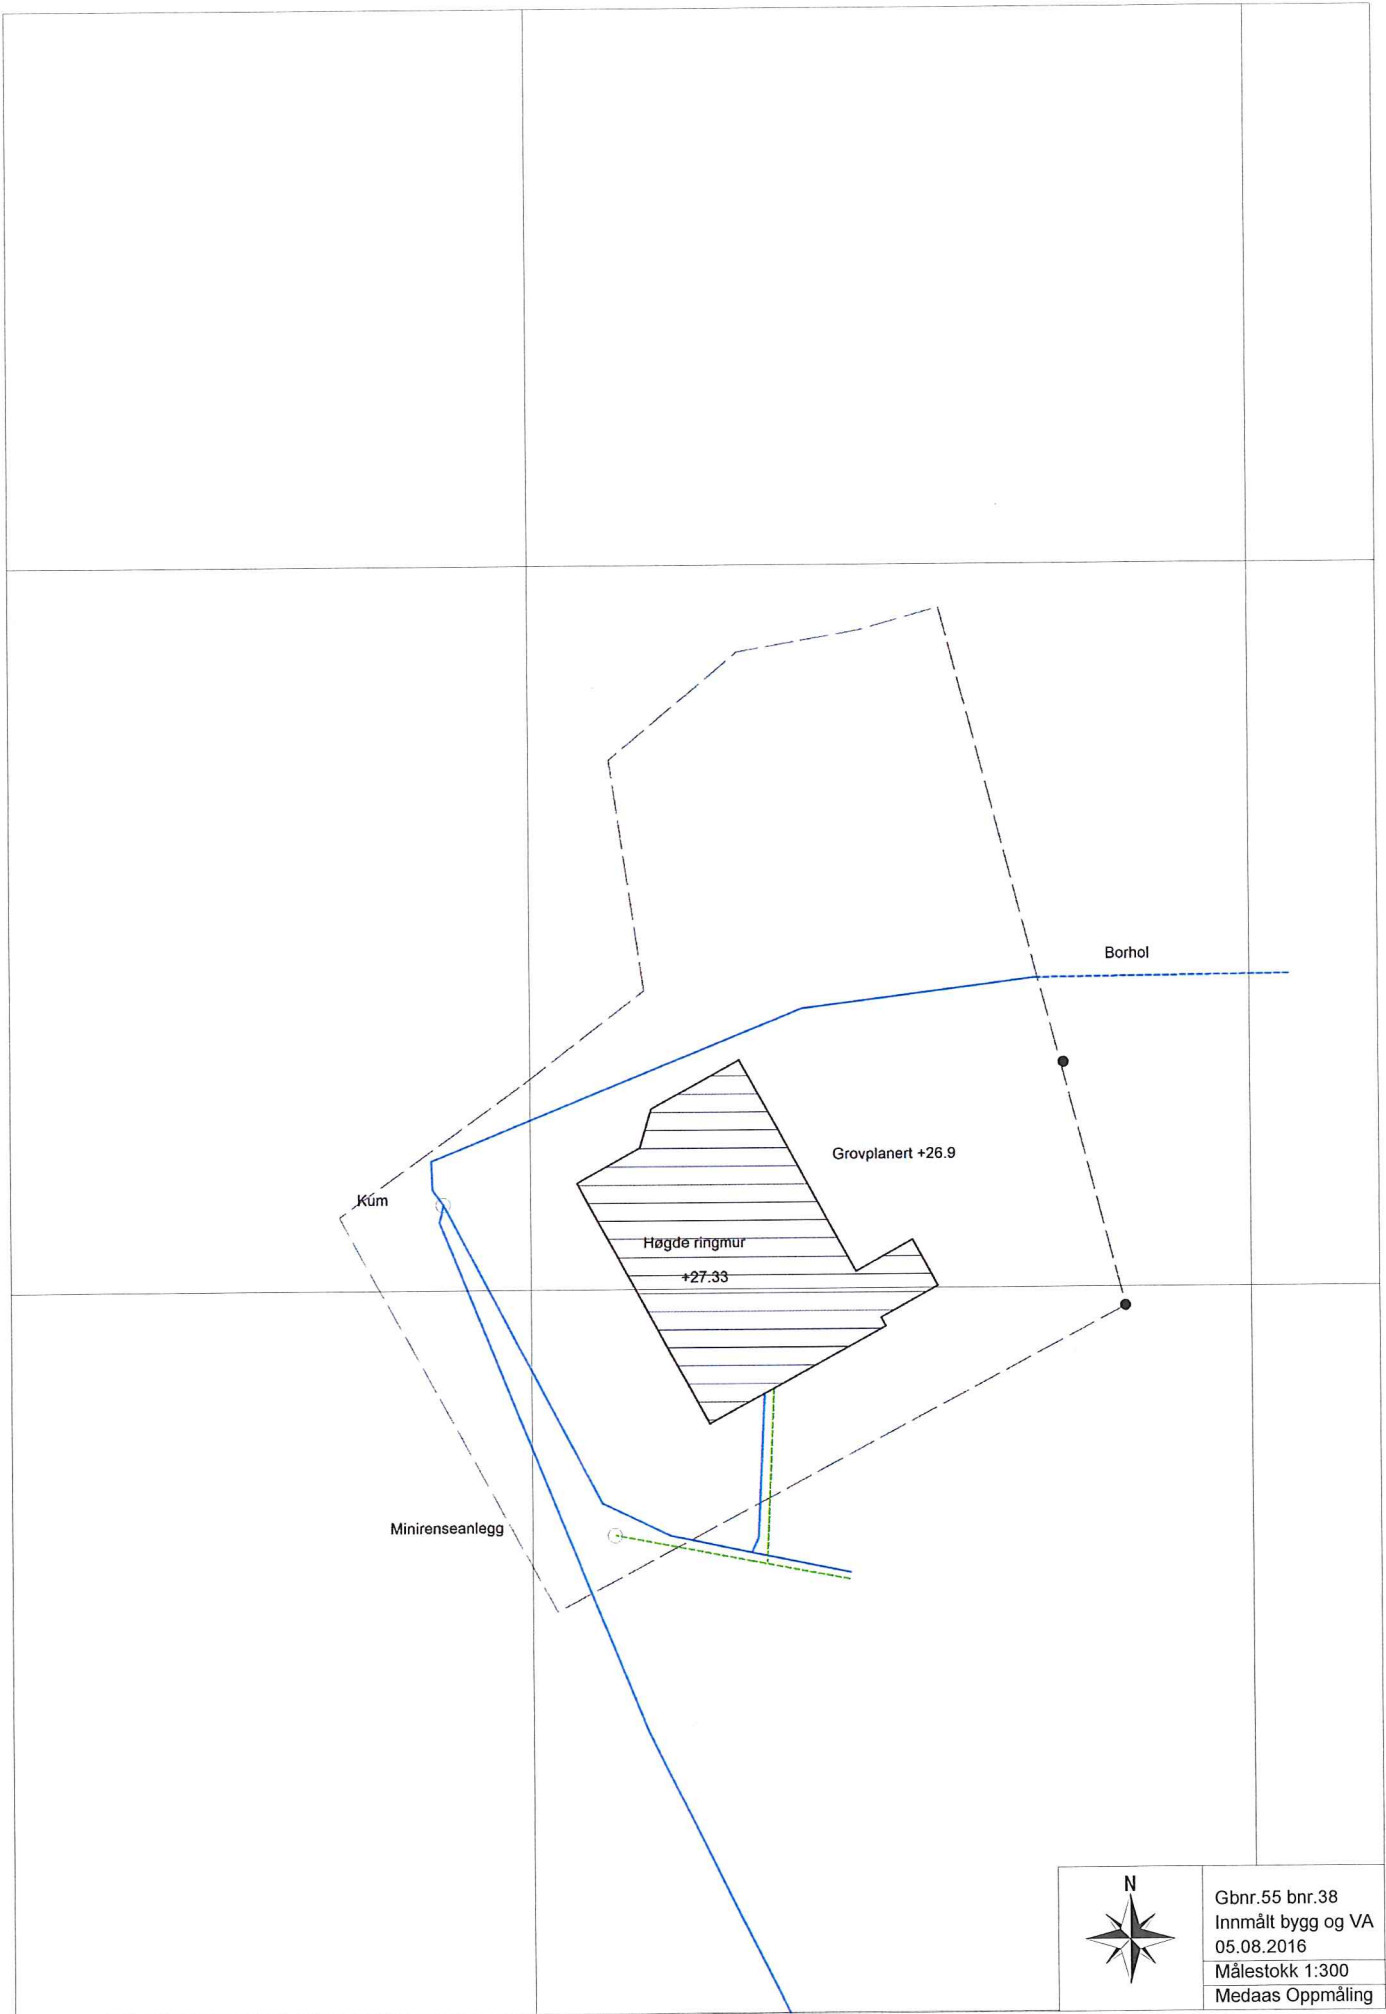 Borhol
Grovplanert +26.9
Kum
Høgde ringmur
+27.33
Minirenseanlegg
N
Gbnr.55 bnr.38
Innmålt bygg og VA
05.08.2016
Målestokk 1:300
Medaas Oppmåling